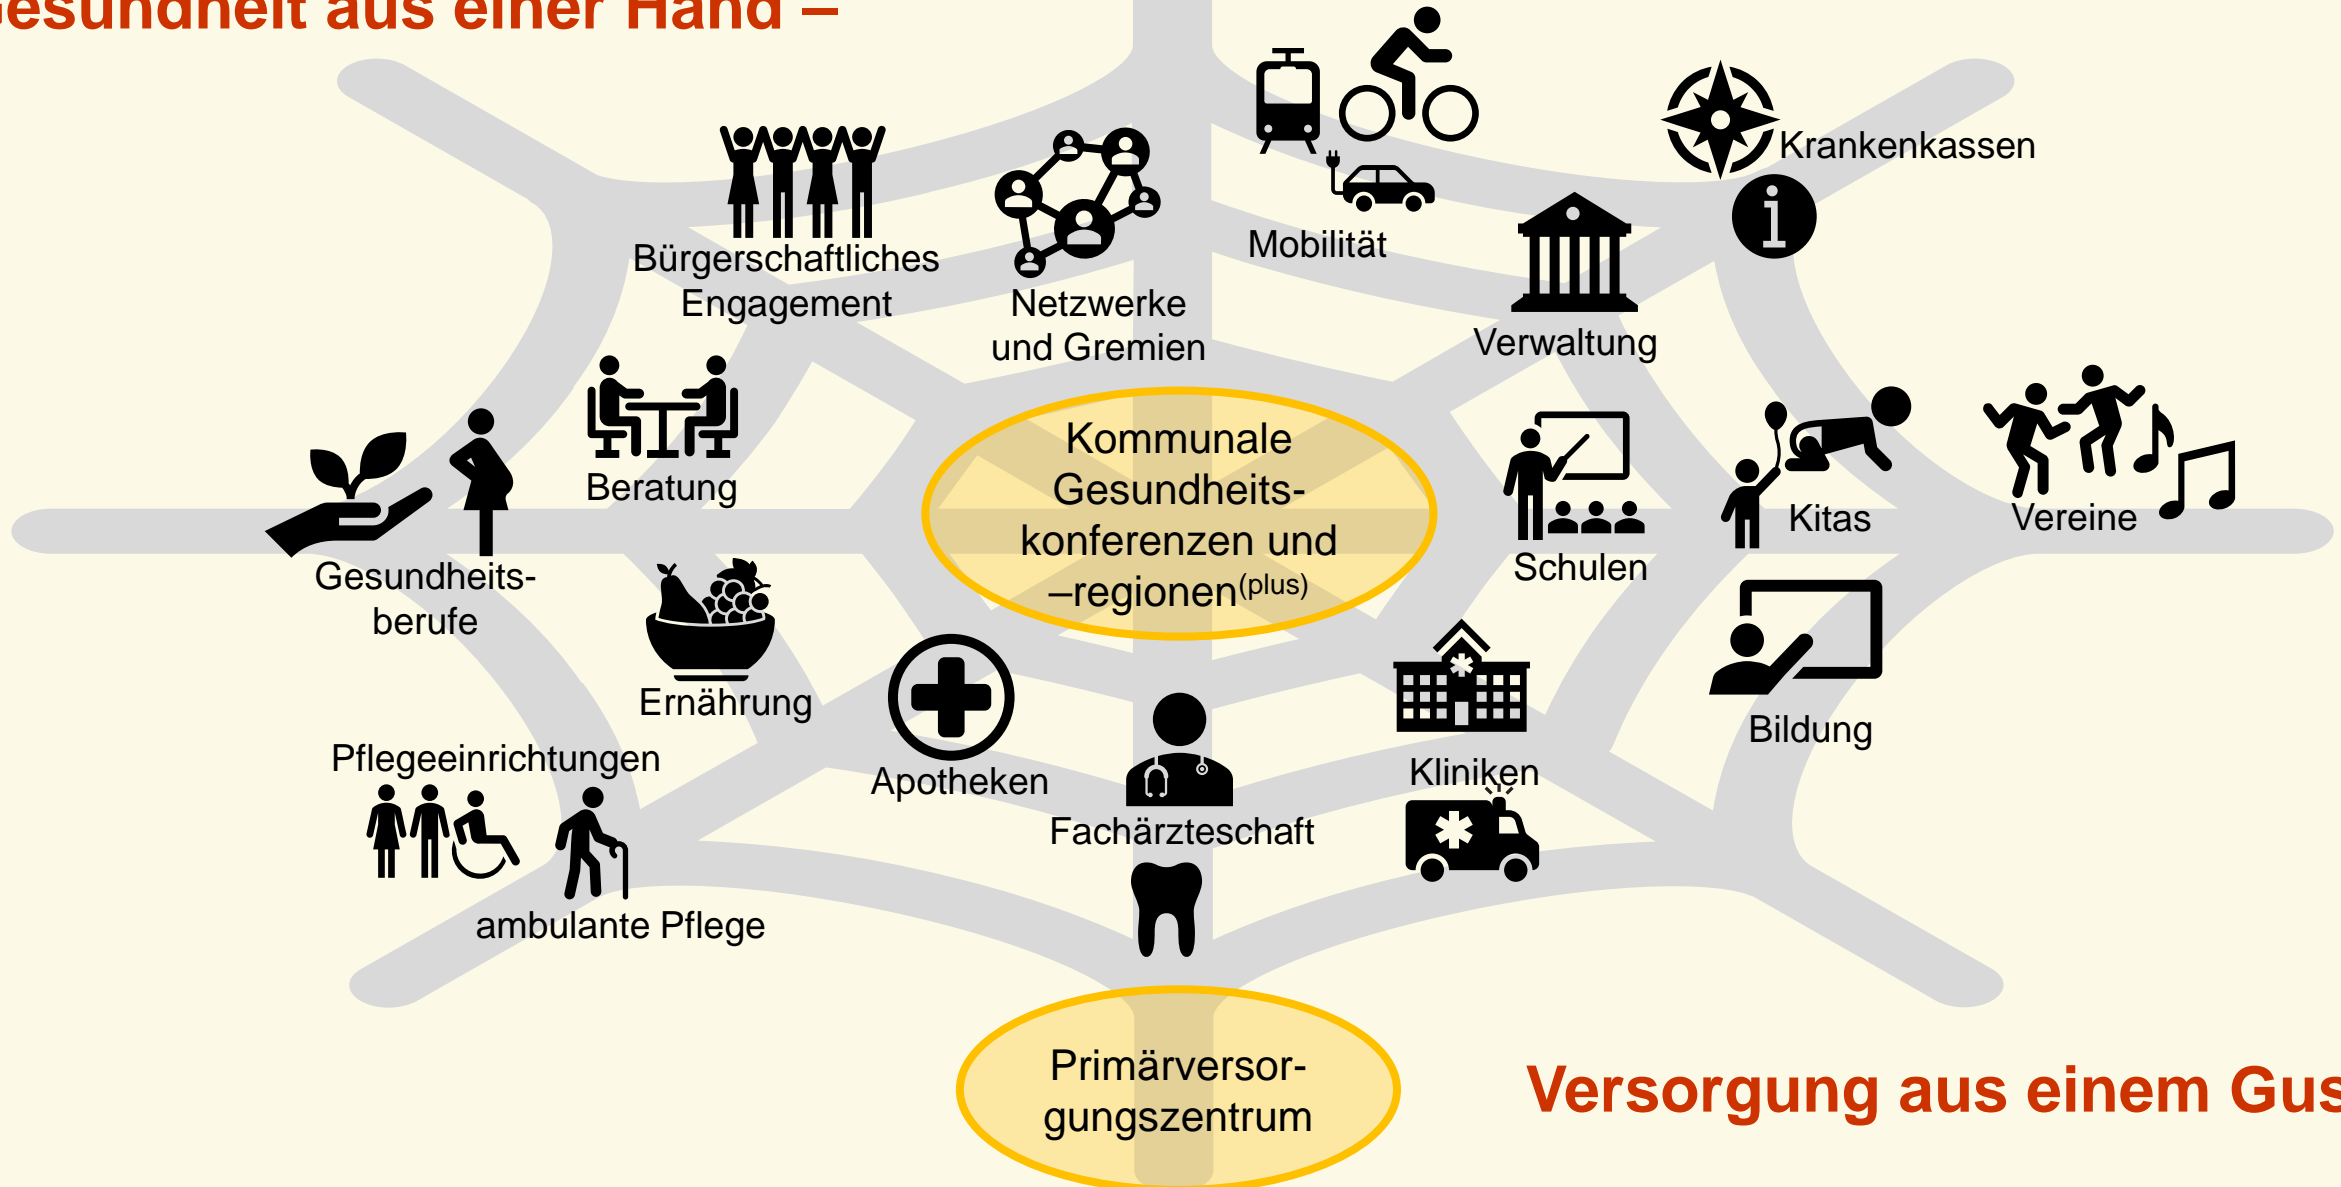 Gesundheit aus einer Hand –
Krankenkassen
Mobilität
Bürgerschaftliches
Engagement
Netzwerke
und Gremien
Verwaltung
Beratung
Kommunale
Gesundheits-
konferenzen und
–regionen(plus)
Schulen
Kitas
Vereine
Gesundheits-
berufe
Ernährung
Bildung
Pflegeeinrichtungen
Apotheken
Kliniken
Fachärzteschaft
ambulante Pflege
Primärversor-
gungszentrum
Versorgung aus einem Gus